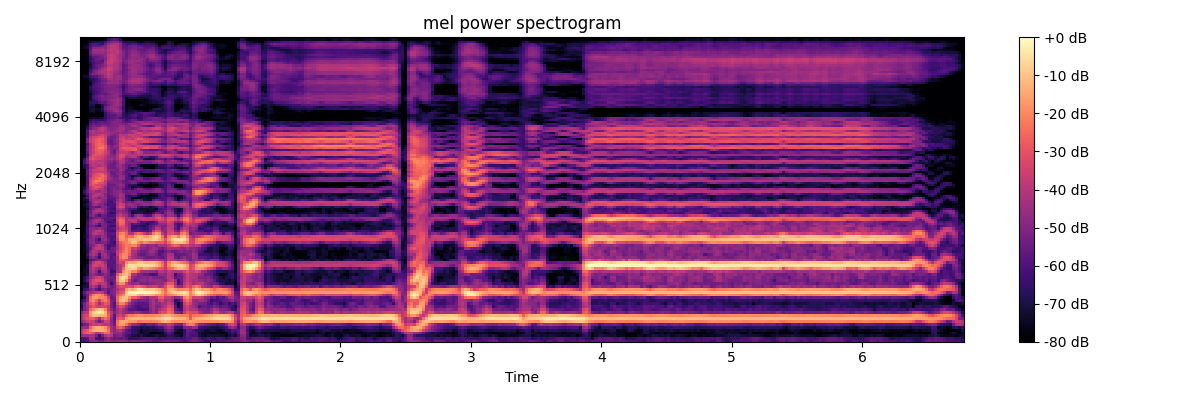 mel power spectrogram
8192
4096
2048
1024
512
0
Hz
0 1 2 3 4 5 6
Time
+0 dB
-10 dB
-20 dB
-30 dB
-40 dB
-50 dB
-60 dB
-70 dB
-80 dB